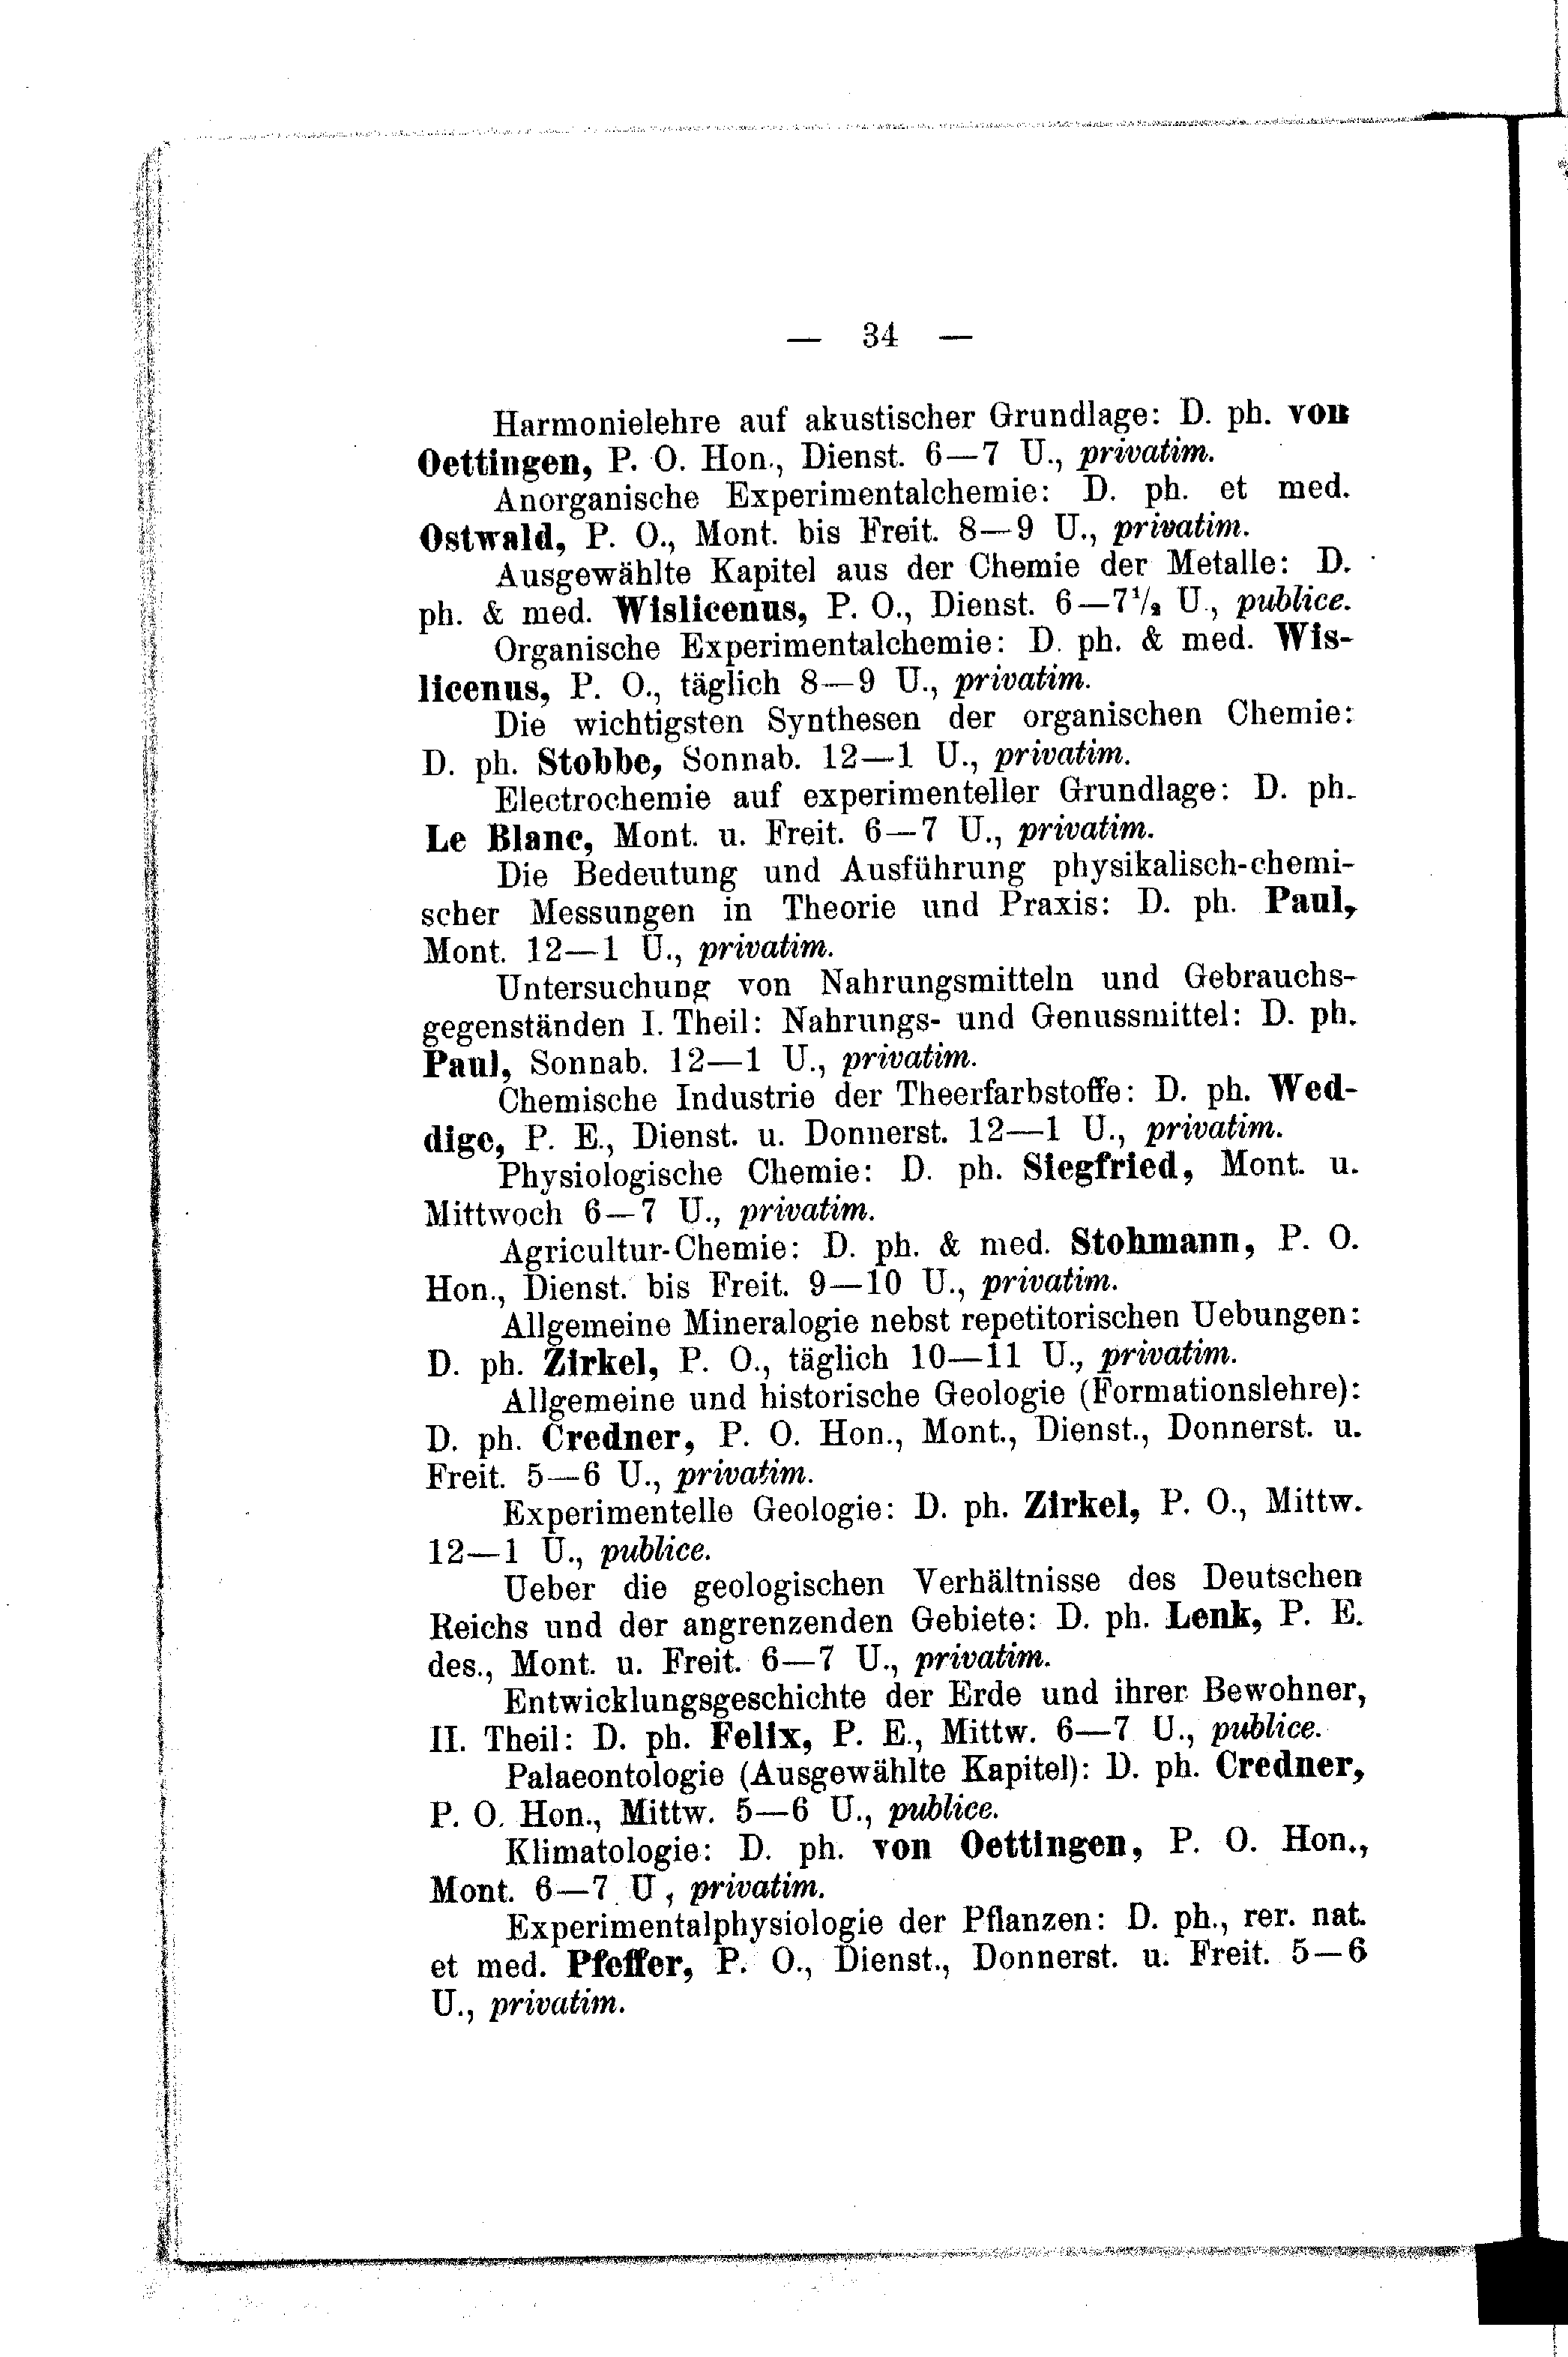 — 34 —
Harmonielehre auf akustischer Grundlage: D. ph. von
Oettingen, P. O. Hon., Dienst. 6—7 U., privatim.
Anorganische Experimentalchemie: D. ph. et med.
Ostwald, P. O., Mont. bis Freit. 8—9 U., privatim.
Ausgewählte Kapitel aus der Chemie der Metalle: D.
ph. & med. Wislicenus, P. O., Dienst. 6—7½ U., publice.
Organische Experimentalchemie: D. ph. & med. Wis-
licenus, P. O., täglich 8—9 U., privatim.
Die wichtigsten Synthesen der organischen Chemie:
D. ph. Stobbe, Sonnab. 12—1 U., privatim.
Electrochemie auf experimenteller Grundlage: D. ph.
Le Blanc, Mont. u. Freit. 6—7 U., privatim.
Die Bedeutung und Ausführung physikalisch-chemi-
scher Messungen in Theorie und Praxis: D. ph. Paul,
Mont. 12—1 U., privatim.
Untersuchung von Nahrungsmitteln und Gebrauchs-
gegenständen I. Theil: Nahrungs- und Genussmittel: D. ph.
Paul, Sonnab. 12—1 U., privatim.
Chemische Industrie der Theerfarbstoffe: D. ph. Wed-
dige, P. E., Dienst. u. Donnerst. 12—1 U., privatim.
Physiologische Chemie: D. ph. Siegfried, Mont. u.
Mittwoch 6—7 U., privatim.
Agricultur-Chemie: D. ph. & med. Stohmann, P. O.
Hon., Dienst. bis Freit. 9—10 U., privatim.
Allgemeine Mineralogie nebst repetitorischen Uebungen:
D. ph. Zirkel, P. O., täglich 10—11 U., privatim.
Allgemeine und historische Geologie (Formationslehre):
D. ph. Credner, P. O. Hon., Mont., Dienst., Donnerst. u.
Freit. 5—6 U., privatim.
Experimentelle Geologie: D. ph. Zirkel, P. O., Mittw.
12—1 U., publice.
Ueber die geologischen Verhältnisse des Deutschen
Reichs und der angrenzenden Gebiete: D. ph. Lenk, P. E.
des., Mont. u. Freit. 6—7 U., privatim.
Entwicklungsgeschichte der Erde und ihrer Bewohner,
II. Theil: D. ph. Felix, P. E., Mittw. 6—7 U., publice.
Palaeontologie (Ausgewählte Kapitel): D. ph. Credner,
P. O. Hon., Mittw. 5—6 U., publice.
Klimatologie: D. ph. von Oettingen, P. O. Hon.,
Mont. 6—7 U, privatim.
Experimentalphysiologie der Pflanzen: D. ph., rer. nat.
et med. Pfeffer, P. O., Dienst., Donnerst. u. Freit. 5—6
U., privatim.